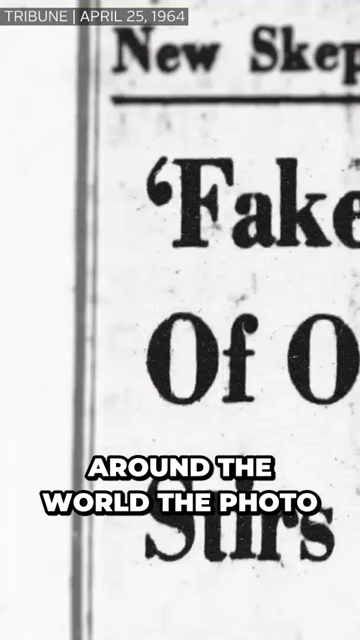 TRIBUNE | APRIL 25, 1964
New Skep
‘Fake
Of O
Stirs
AROUND THE
WORLD THE PHOTO